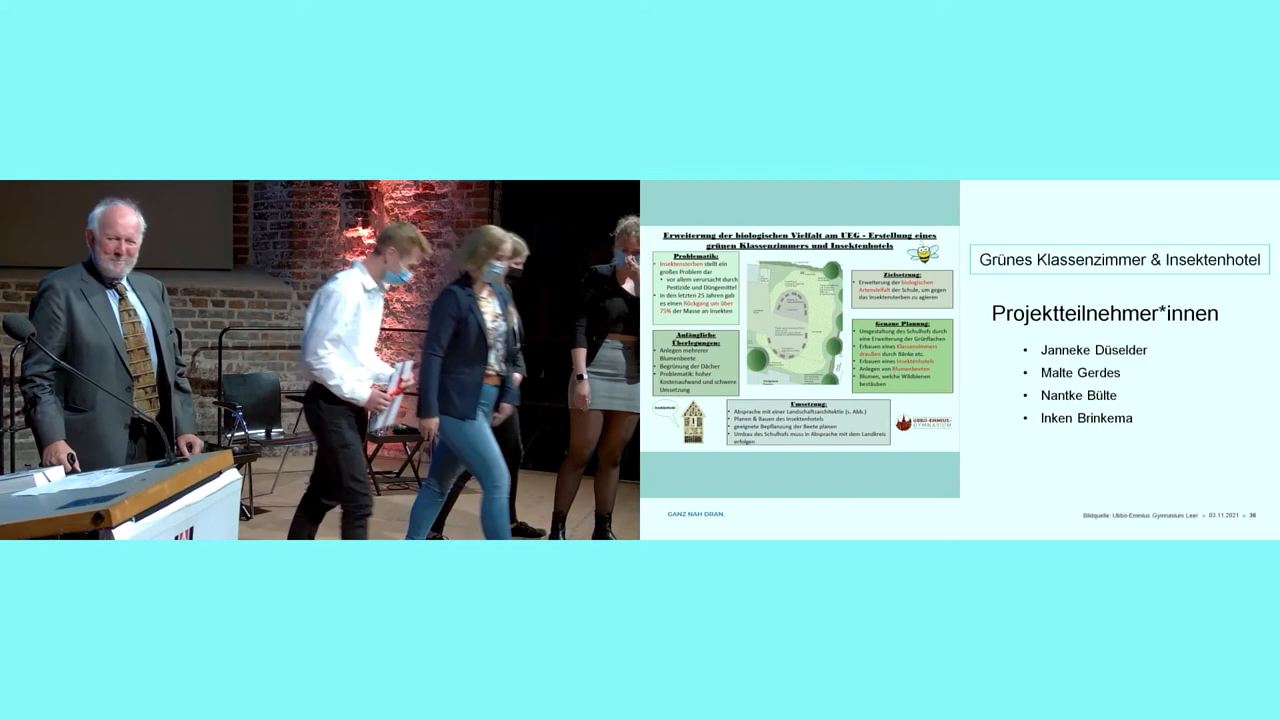 Erweiterung der biologischen Vielfalt am UEG - Erstellung eines
grünen Klassenzimmers und Insektenhotels
Problematik:
• Insektensterben stellt ein
großes Problem dar
• vor allem verursacht durch
Pestizide und Düngemittel
• In den letzten 25 Jahren gab
es einen Rückgang um über
75% der Masse an Insekten
Anfängliche
Überlegungen:
• Anlegen mehrerer
Blumenbeete
• Begrünung der Dächer
• Problematik: hoher
Kostenaufwand und schwere
Umsetzung
Zielsetzung:
• Erweiterung der biologischen
Artenvielfalt der Schule, um gegen
das Insektensterben zu agieren
Genaue Planung:
• Umgestaltung des Schulhofs durch
eine Erweiterung der Grünflächen
• Erbauen eines Klassenzimmers
draußen durch Bänke etc.
• Erbauen eines Insektenhotels
• Anlegen von Blumenbeeten
• Blumen, welche Wildbienen
bestäuben
Insektenhotel
Umsetzung:
• Absprache mit einer Landschaftsarchitektin (s. Abb.)
• Planen & Bauen des Insektenhotels
• geeignete Bepflanzung der Beete planen
• Umbau des Schulhofs muss in Absprache mit dem Landkreis
erfolgen
UBBO-EMMIUS-
GYMNASIUM
Grünes Klassenzimmer & Insektenhotel
Projektteilnehmer*innen
• Janneke Düselder
• Malte Gerdes
• Nantke Bülte
• Inken Brinkema
GANZ NAH DRAN.
Bildquelle: Ubbo-Emmius Gymnasium Leer
03.11.2021
36